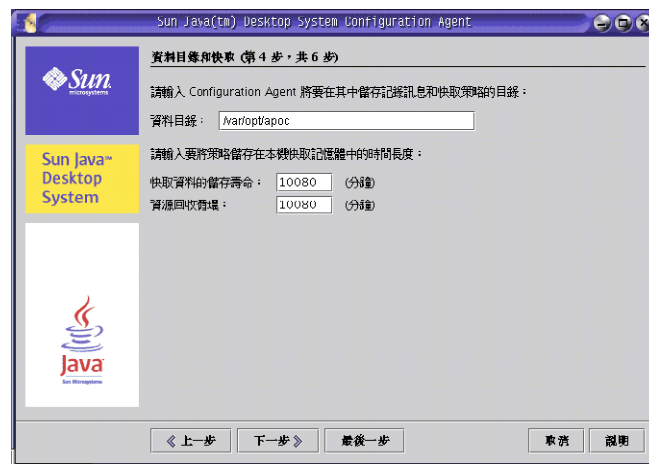 Sun Java(tm) Desktop System Configuration Agent
Sun
microsystems
Sun Java™
Desktop
System
Java
Sun Microsystems
資料目錄和快取 (第 4 步，共 6 步)
請輸入 Configuration Agent 將要在其中儲存記錄訊息和快取策略的目錄：
資料目錄： /var/opt/apoc
請輸入要將策略儲存在本機快取記憶體中的時間長度：
快取資料的儲存壽命： 10080 (分鐘)
資源回收循環： 10080 (分鐘)
上一步 下一步 最後一步 取消 說明